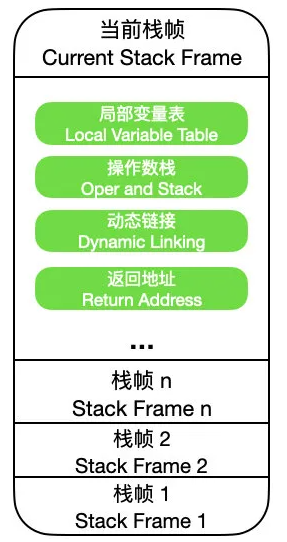 当前栈帧
Current Stack Frame
局部变量表
Local Variable Table
操作数栈
Oper and Stack
动态链接
Dynamic Linking
返回地址
Return Address
...
栈帧 n
Stack Frame n
栈帧 2
Stack Frame 2
栈帧 1
Stack Frame 1